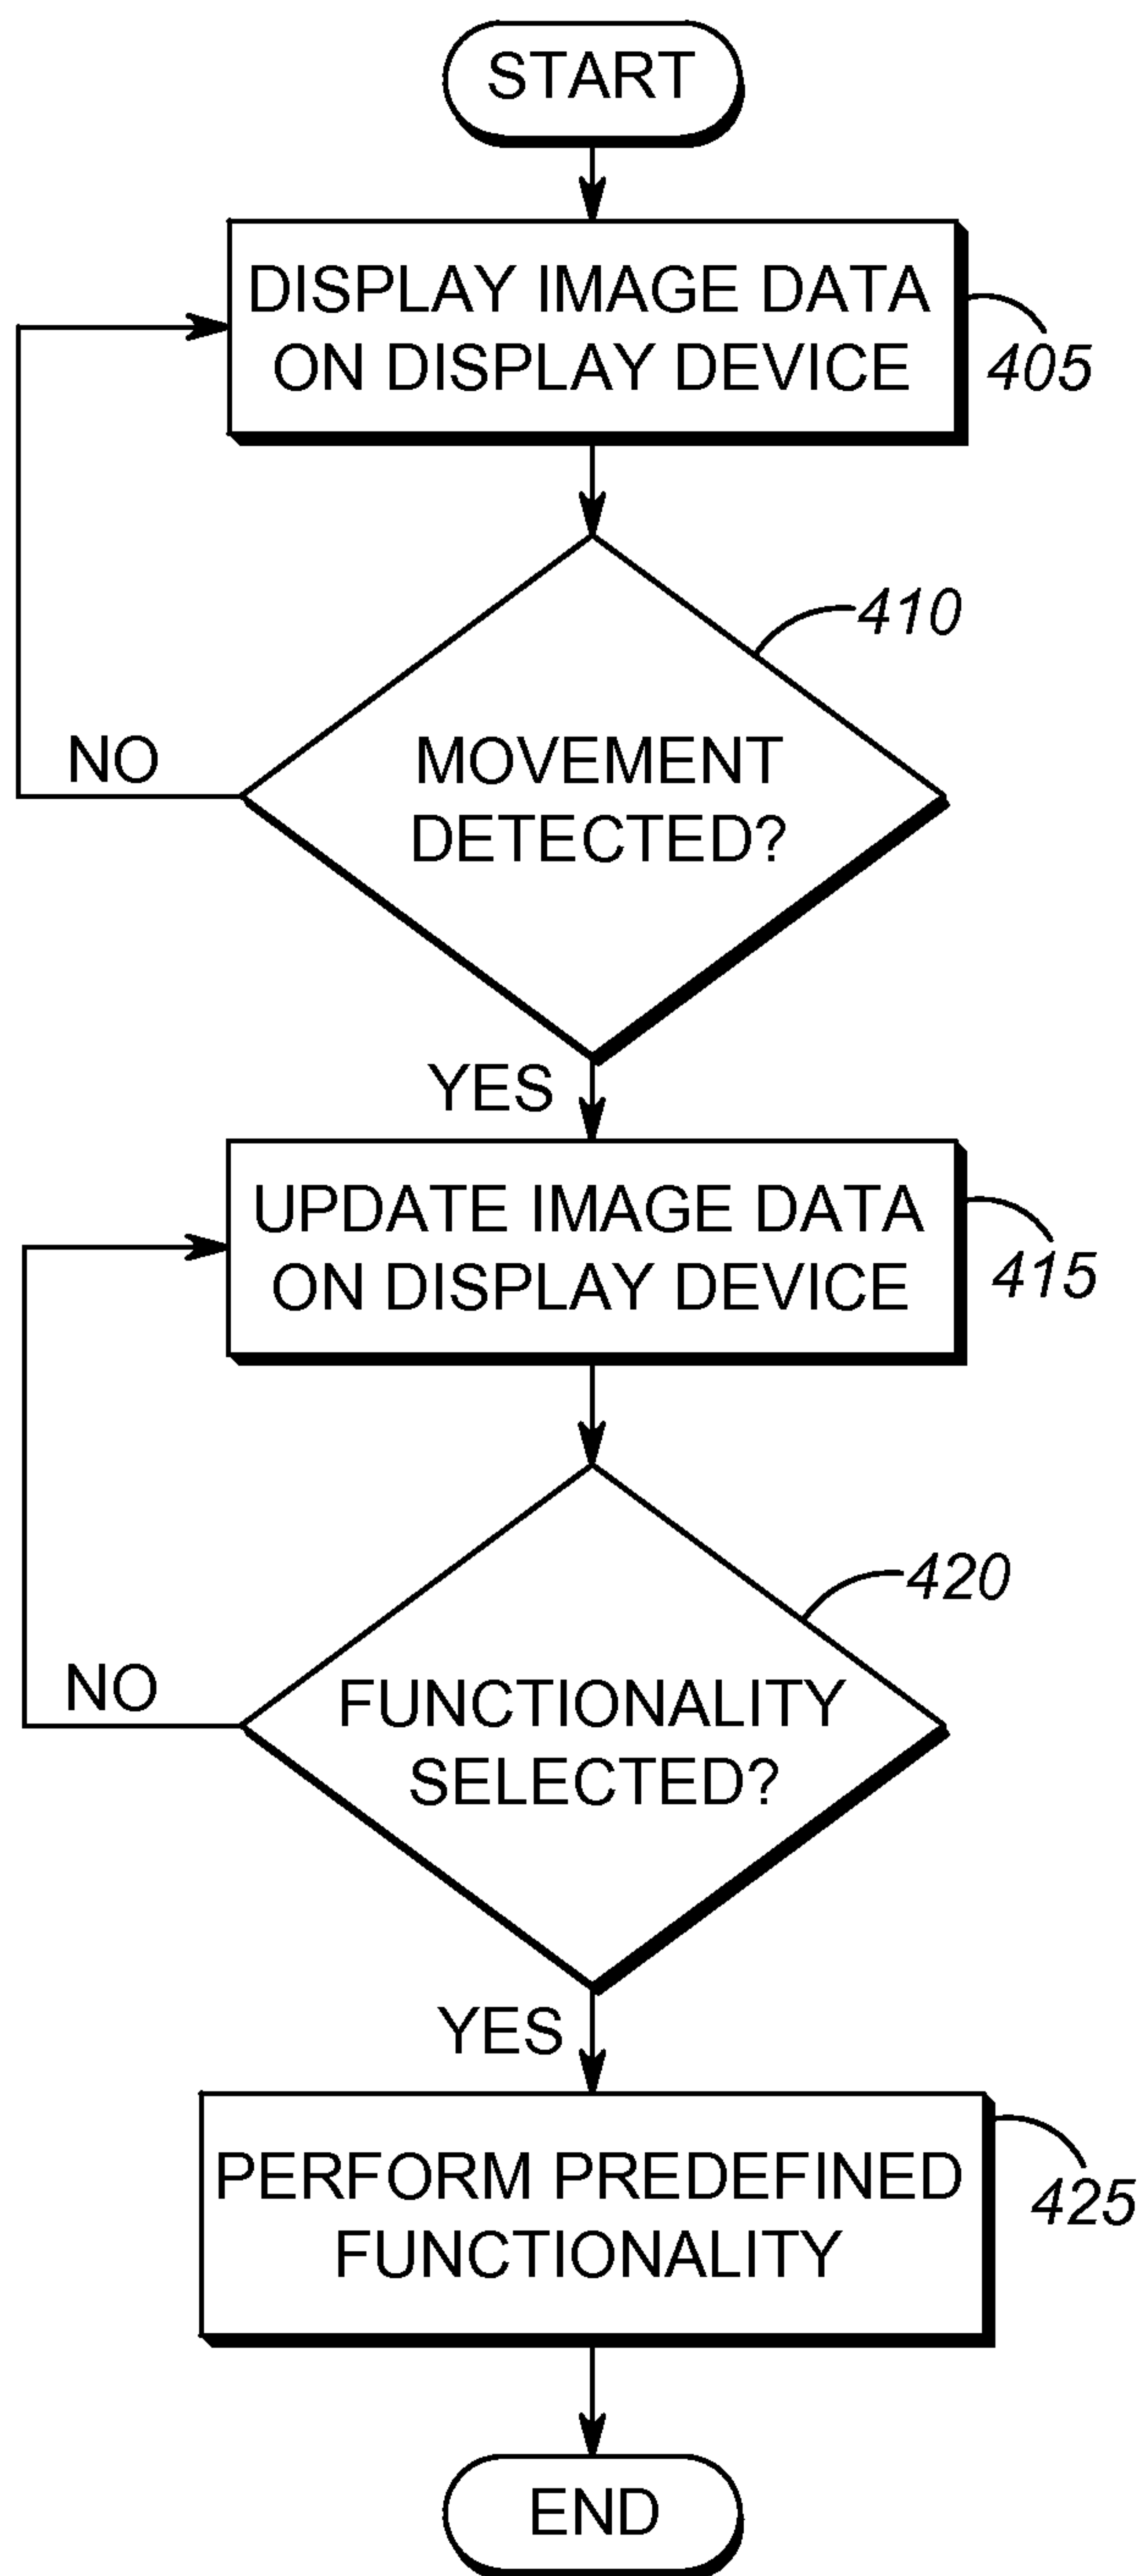 START
DISPLAY IMAGE DATA
ON DISPLAY DEVICE
405
410
MOVEMENT
DETECTED?
NO
YES
UPDATE IMAGE DATA
ON DISPLAY DEVICE
415
420
FUNCTIONALITY
SELECTED?
NO
YES
PERFORM PREDEFINED
FUNCTIONALITY
425
END